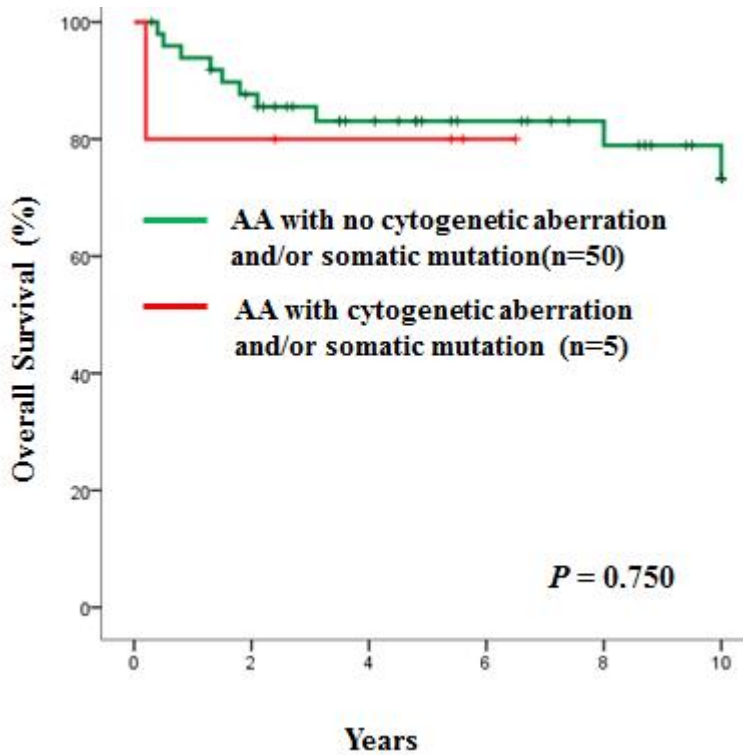 100
80
60
40
20
0
Overall Survival (%)
AA with no cytogenetic aberration
and/or somatic mutation(n=50)
AA with cytogenetic aberration
and/or somatic mutation (n=5)
P = 0.750
0 2 4 6 8 10
Years